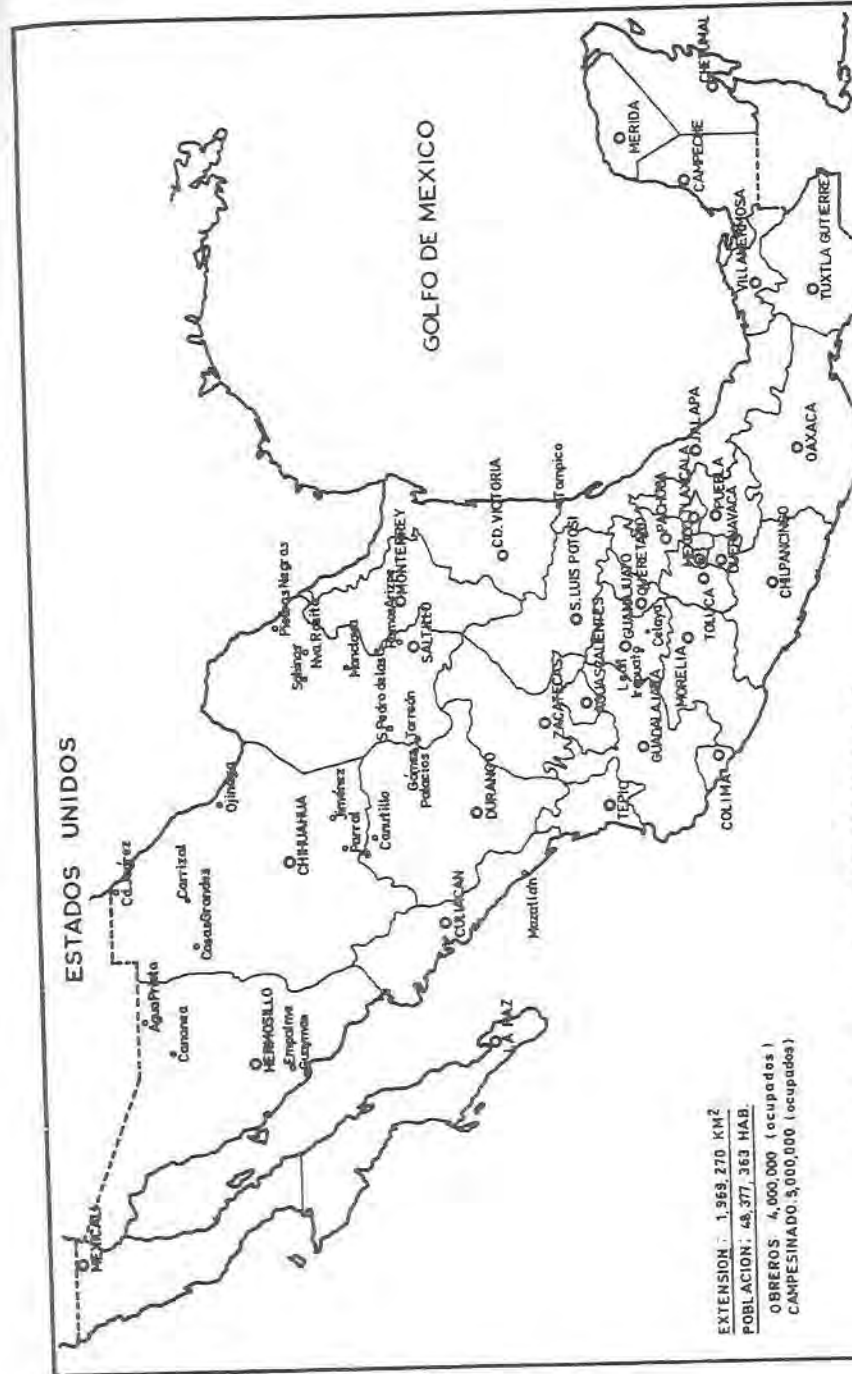 ESTADOS UNIDOS
GOLFO DE MEXICO
MEXICALI
Agua Prieta
Cananea
HERMOSILLO
Empalme
Guaymas
LA PAZ
Cd. Juárez
Carrizal
Casas Grandes
Ojinaga
CHIHUAHUA
Jiménez
Parral
Canutillo
CULIACAN
Mazatlán
DURANGO
Gómez
Palacios
Torreón
S. Pedro de las
Piedras Negras
Sabinas
Nva. Rosita
Monclova
Ramos Arizpe
SALTILLO
MONTERREY
CD. VICTORIA
Tampico
ZACATECAS
S. LUIS POTOSI
AGUASCALIENTES
TEPIC
GUADALAJARA
León
Irapuato
GUANAJUATO
Celaya
QUERETARO
PACHUCA
COLIMA
MORELIA
TOLUCA
MEXICO
TLAXCALA
JALAPA
PUEBLA
CUERNAVACA
CHILPANCINGO
OAXACA
VILLAHERMOSA
TUXTLA GUTIERREZ
CAMPECHE
MERIDA
CHETUMAL
EXTENSION: 1,969,270 KM²
POBLACION: 48,377,363 HAB.
OBREROS 4,000,000 (ocupados)
CAMPESINADO: 5,000,000 (ocupados)